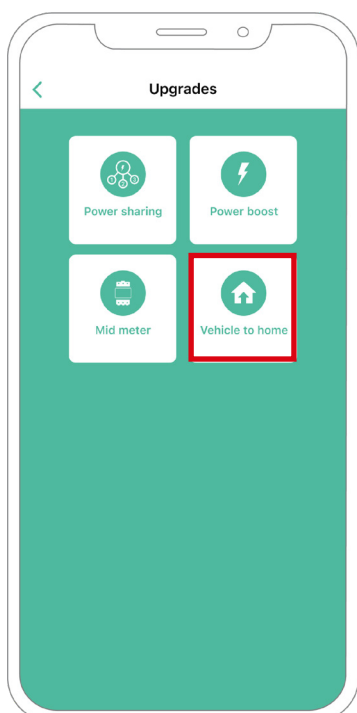 Upgrades
Power sharing
Power boost
Mid meter
Vehicle to home